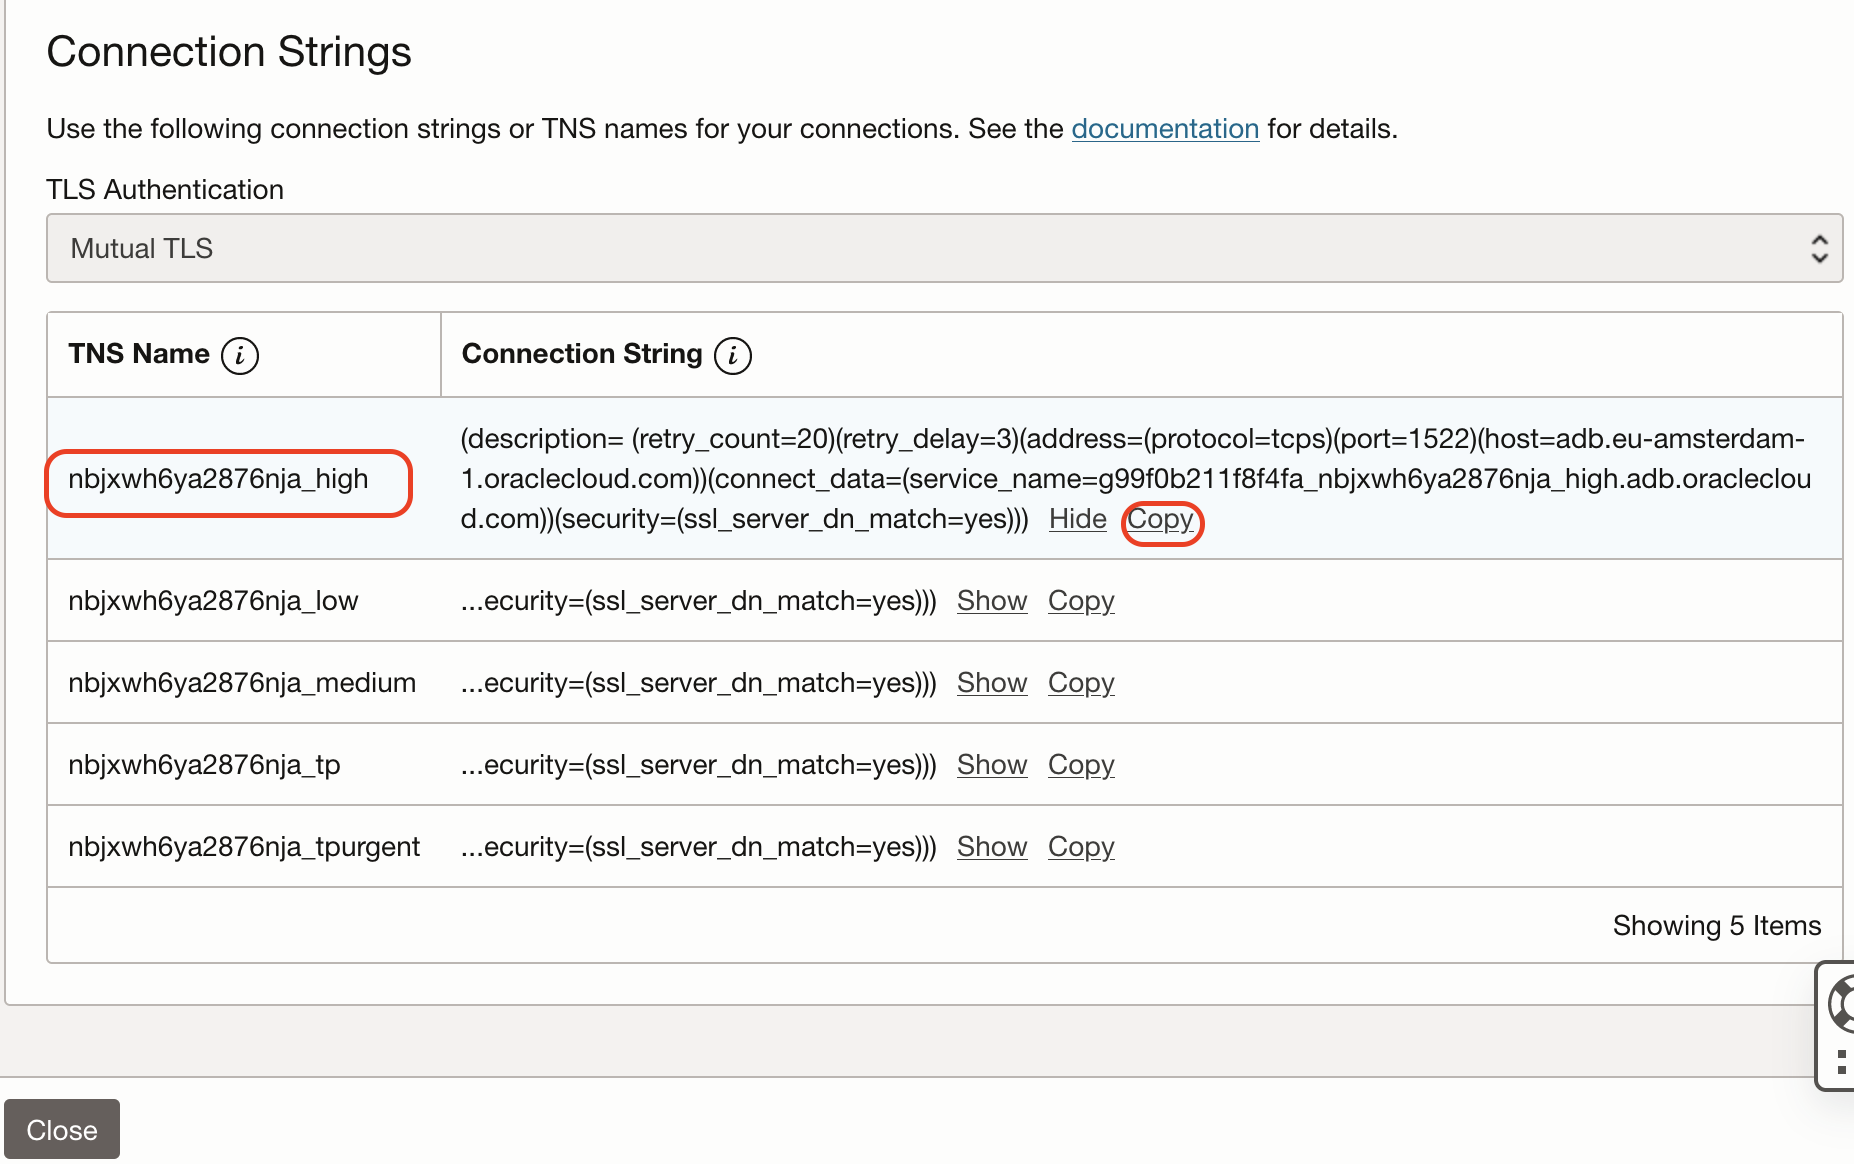 Connection Strings
Use the following connection strings or TNS names for your connections. See the documentation for details.
TLS Authentication
Mutual TLS
TNS Name i Connection String i
nbjxwh6ya2876nja_high
(description= (retry_count=20)(retry_delay=3)(address=(protocol=tcps)(port=1522)(host=adb.eu-amsterdam-
1.oraclecloud.com))(connect_data=(service_name=g99f0b211f8f4fa_nbjxwh6ya2876nja_high.adb.oracleclou
d.com))(security=(ssl_server_dn_match=yes))) Hide Copy
nbjxwh6ya2876nja_low ...ecurity=(ssl_server_dn_match=yes))) Show Copy
nbjxwh6ya2876nja_medium ...ecurity=(ssl_server_dn_match=yes))) Show Copy
nbjxwh6ya2876nja_tp ...ecurity=(ssl_server_dn_match=yes))) Show Copy
nbjxwh6ya2876nja_tpurgent ...ecurity=(ssl_server_dn_match=yes))) Show Copy
Showing 5 Items
Close